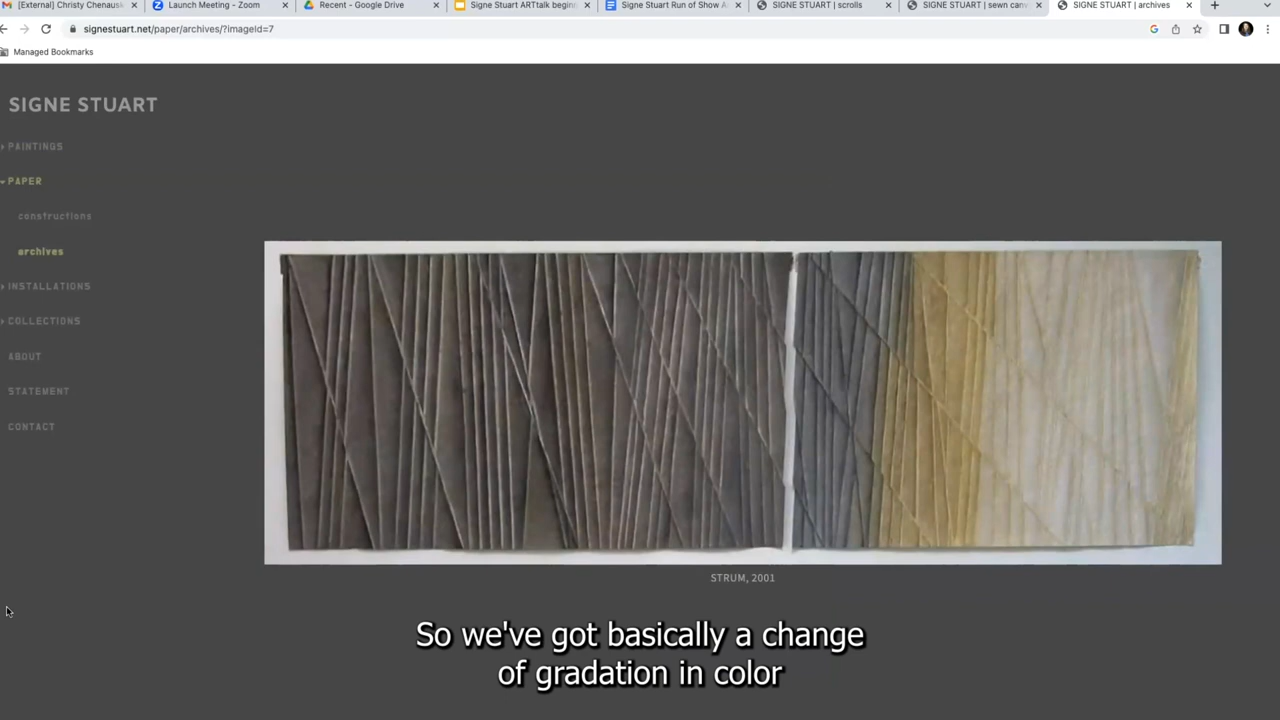 [External] Christy Chenausk
Launch Meeting - Zoom
Recent - Google Drive
Signe Stuart ARTtalk beginn
Signe Stuart Run of Show A
SIGNE STUART | scrolls
SIGNE STUART | sewn canv
SIGNE STUART | archives
signestuart.net/paper/archives/?imageId=7
Managed Bookmarks
SIGNE STUART
PAINTINGS
PAPER
constructions
archives
INSTALLATIONS
COLLECTIONS
ABOUT
STATEMENT
CONTACT
STRUM, 2001
So we've got basically a change
of gradation in color